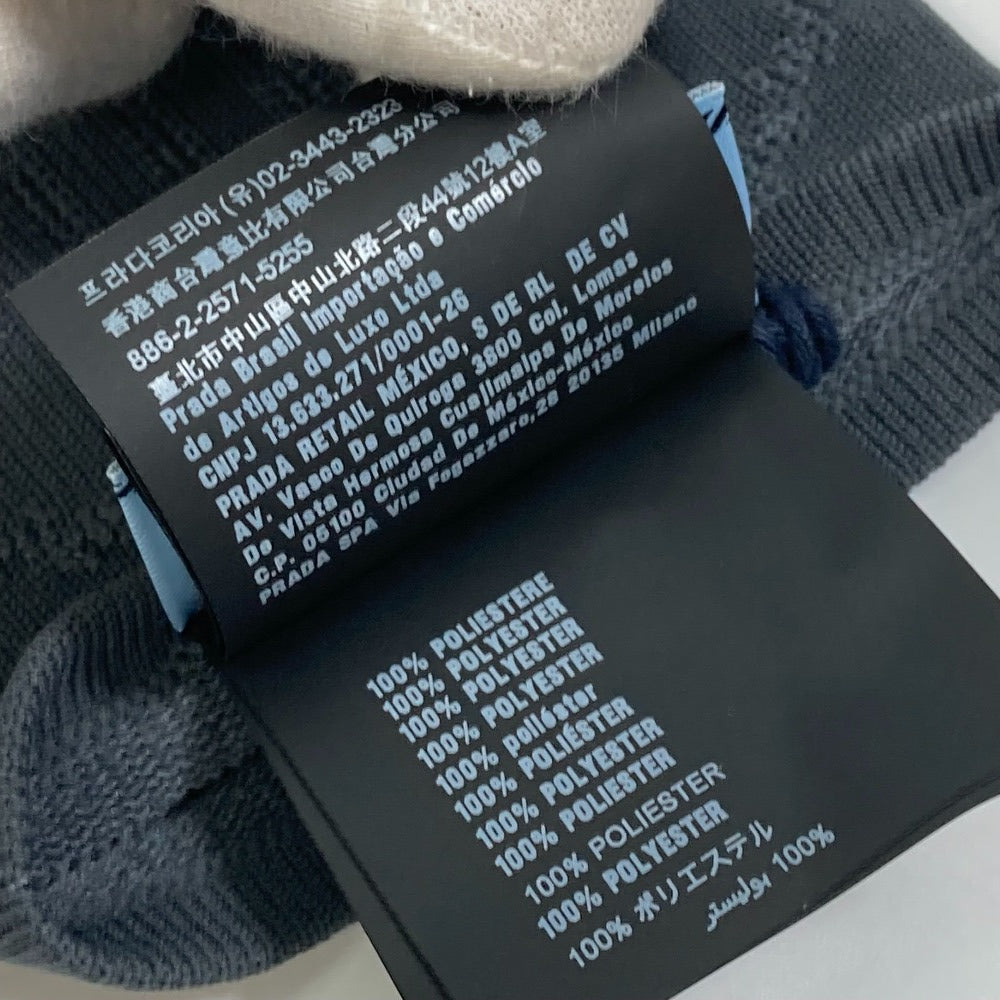 프라다코리아(유)02-3443-2323
香港商台灣壹比有限公司台灣分公司
886-2-2571-5255
臺北市中山區中山北路二段44號12樓A室
Prada Brasil Importação e Comércio
de Artigos de Luxo Ltda
CNPJ 13.633.271/0001-26
PRADA RETAIL MÉXICO, S DE RL DE CV
AV. Vasco De Quiroga 3800 Col. Lomas
De Vista Hermosa Cuajimalpa De Morelos
C.P. 05100 Ciudad De México-México
PRADA SPA Via Fogazzaro,28 20135 Milano
100% POLIESTERE
100% POLYESTER
100% POLYESTER
100% POLYESTER
100% poliéster
100% POLIÉSTER
100% POLYESTER
100% POLIESTER
100% POLIESTER
100% POLYESTER
100% ポリエステル
100% بوليستر